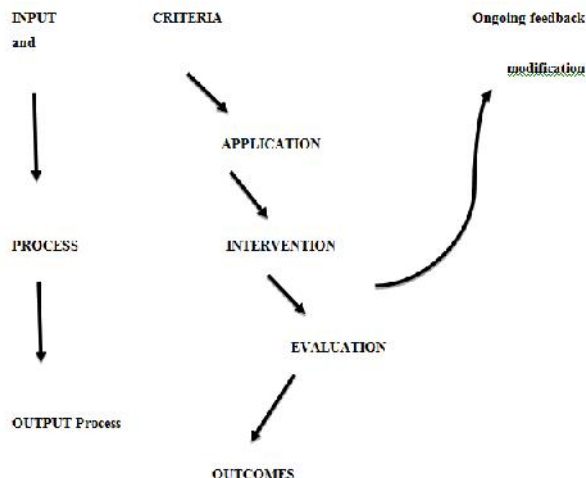 INPUT CRITERIA Ongoing feedback
and
modification
APPLICATION
PROCESS INTERVENTION
EVALUATION
OUTPUT Process
OUTCOMES